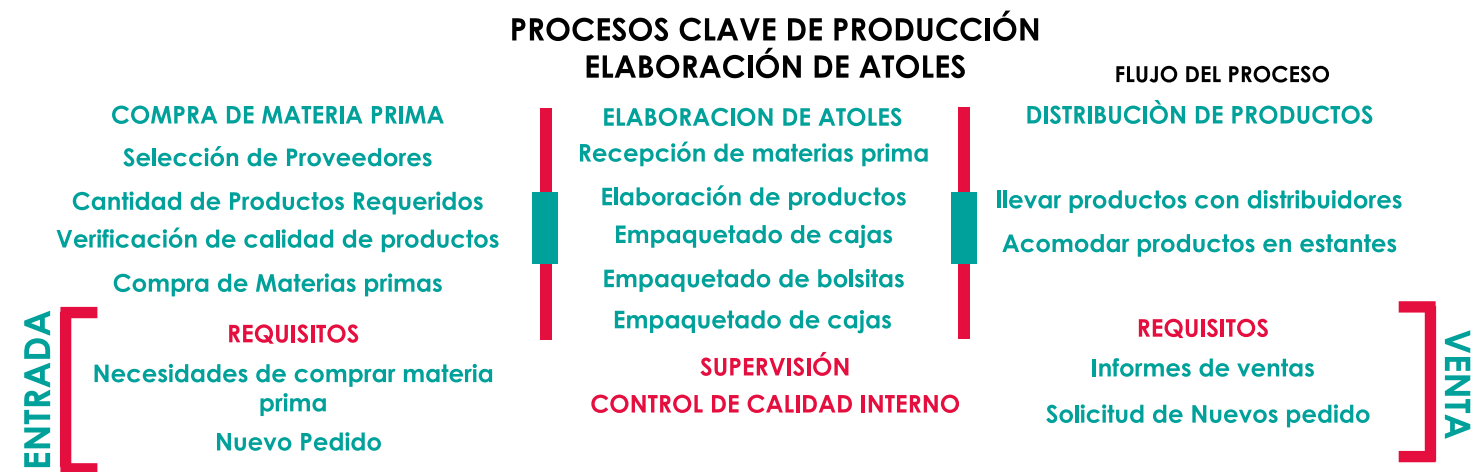 PROCESOS CLAVE DE PRODUCCIÓN
ELABORACIÓN DE ATOLES
FLUJO DEL PROCESO
COMPRA DE MATERIA PRIMA
Selección de Proveedores
Cantidad de Productos Requeridos
Verificación de calidad de productos
Compra de Materias primas
ELABORACION DE ATOLES
Recepción de materias prima
Elaboración de productos
Empaquetado de cajas
Empaquetado de bolsitas
Empaquetado de cajas
DISTRIBUCIÒN DE PRODUCTOS
llevar productos con distribuidores
Acomodar productos en estantes
ENTRADA
REQUISITOS
Necesidades de comprar materia
prima
Nuevo Pedido
SUPERVISIÓN
CONTROL DE CALIDAD INTERNO
REQUISITOS
Informes de ventas
Solicitud de Nuevos pedido
VENTA